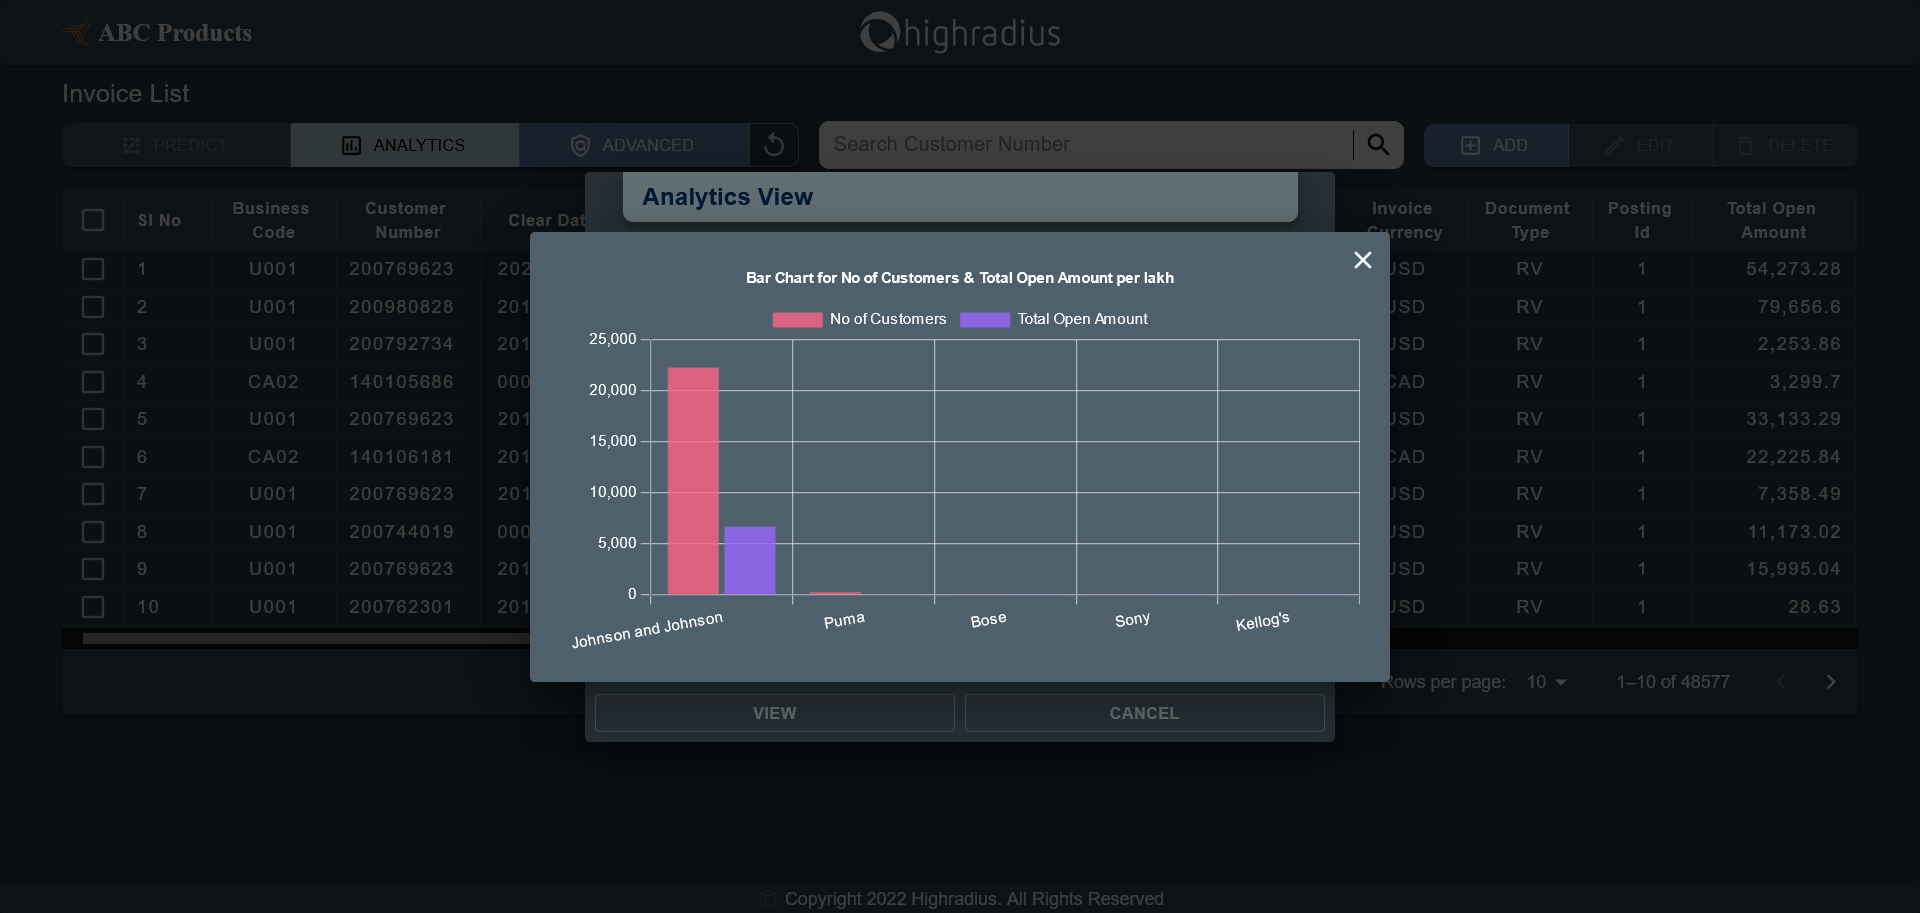 ABC Products
highradius
Invoice List
PREDICT
ANALYTICS
ADVANCED
Search Customer Number
ADD
EDIT
DELETE
Analytics View
Sl No
Business Code
Customer Number
Clear Dat
Invoice Currency
Document Type
Posting Id
Total Open Amount
1 U001 200769623 202 USD RV 1 54,273.28
2 U001 200980828 201 USD RV 1 79,656.6
3 U001 200792734 201 USD RV 1 2,253.86
4 CA02 140105686 000 CAD RV 1 3,299.7
5 U001 200769623 201 USD RV 1 33,133.29
6 CA02 140106181 201 CAD RV 1 22,225.84
7 U001 200769623 201 USD RV 1 7,358.49
8 U001 200744019 000 USD RV 1 11,173.02
9 U001 200769623 201 USD RV 1 15,995.04
10 U001 200762301 201 USD RV 1 28.63
Bar Chart for No of Customers & Total Open Amount per lakh
No of Customers
Total Open Amount
25,000
20,000
15,000
10,000
5,000
0
Johnson and Johnson
Puma
Bose
Sony
Kellog's
Rows per page: 10
1–10 of 48577
VIEW
CANCEL
© Copyright 2022 Highradius. All Rights Reserved